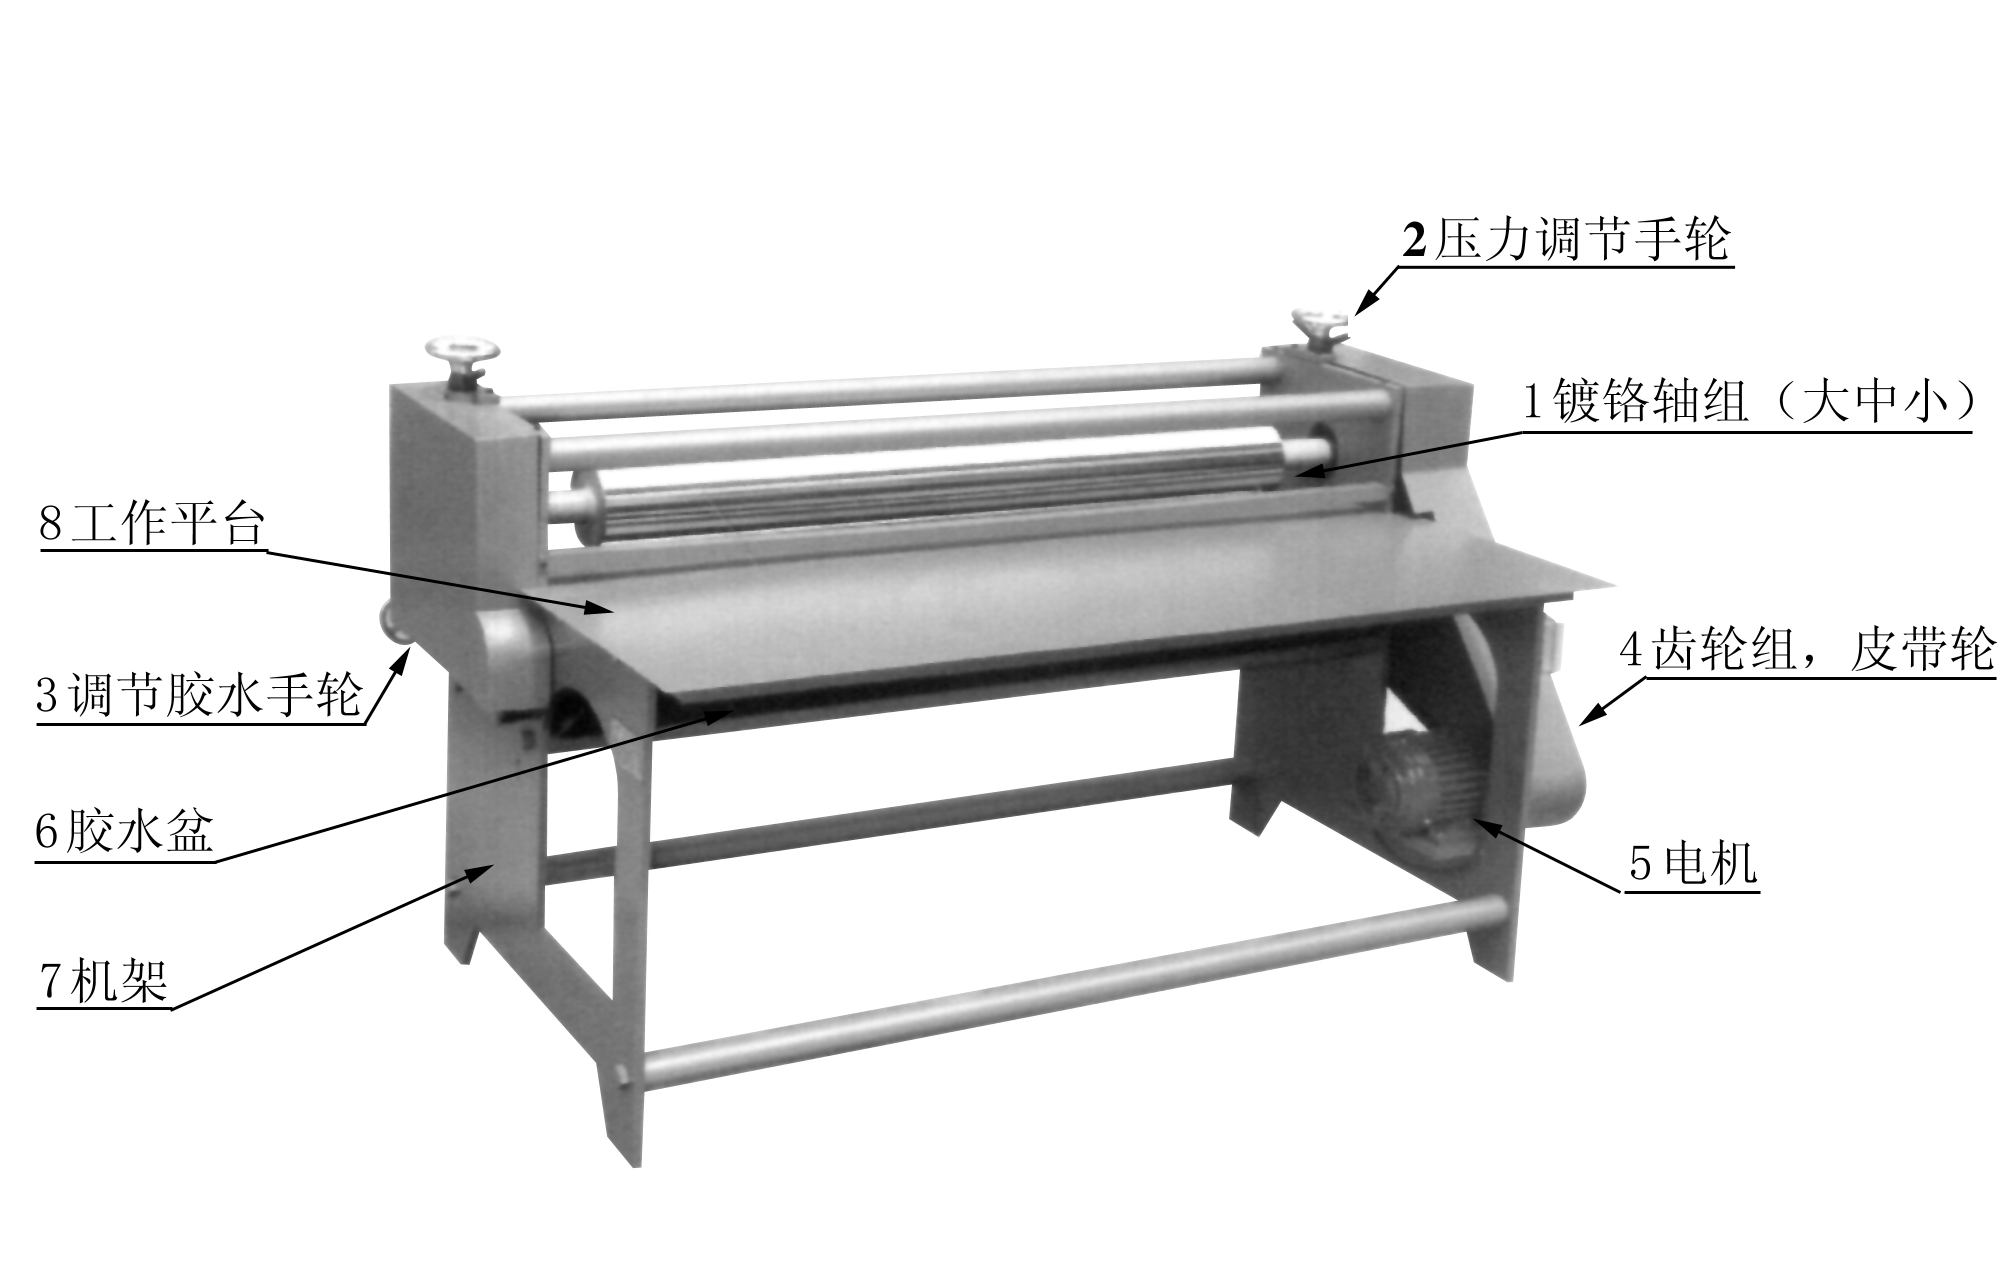 2压力调节手轮
1镀铬轴组（大中小）
8工作平台
4齿轮组，皮带轮
3调节胶水手轮
6胶水盆
5电机
7机架